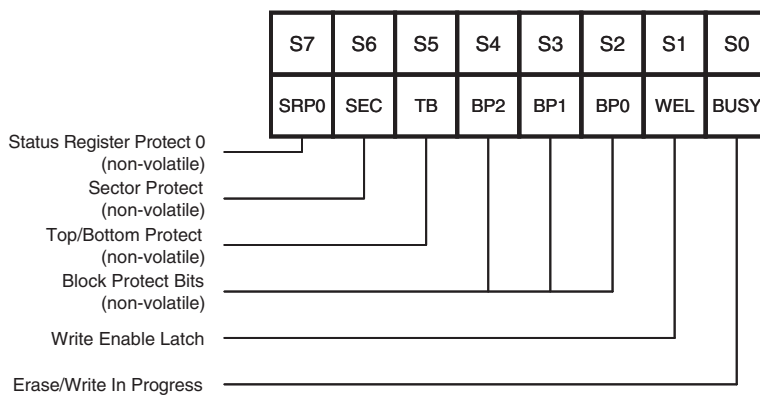 S7 S6 S5 S4 S3 S2 S1 S0
SRP0 SEC TB BP2 BP1 BP0 WEL BUSY
Status Register Protect 0
(non-volatile)
Sector Protect
(non-volatile)
Top/Bottom Protect
(non-volatile)
Block Protect Bits
(non-volatile)
Write Enable Latch
Erase/Write In Progress